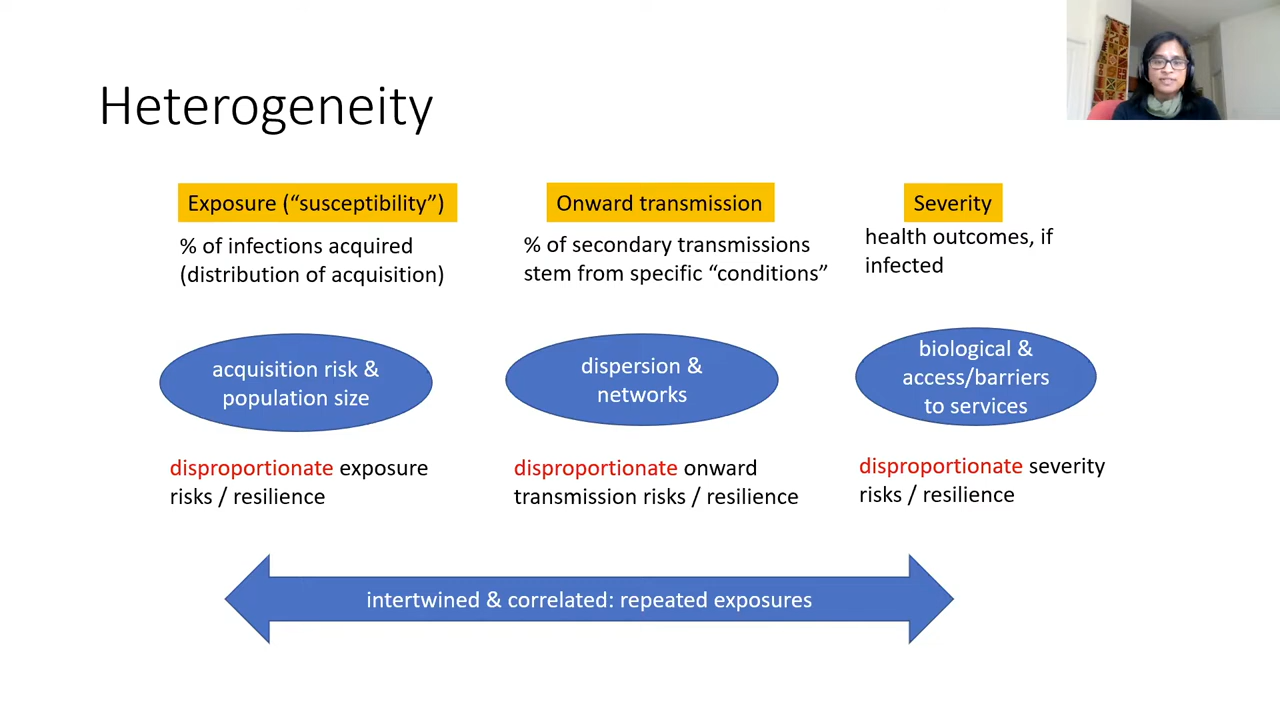 Heterogeneity
Exposure (“susceptibility”)
% of infections acquired
(distribution of acquisition)
acquisition risk &
population size
disproportionate exposure
risks / resilience
Onward transmission
% of secondary transmissions
stem from specific “conditions”
dispersion &
networks
disproportionate onward
transmission risks / resilience
Severity
health outcomes, if
infected
biological &
access/barriers
to services
disproportionate severity
risks / resilience
intertwined & correlated: repeated exposures